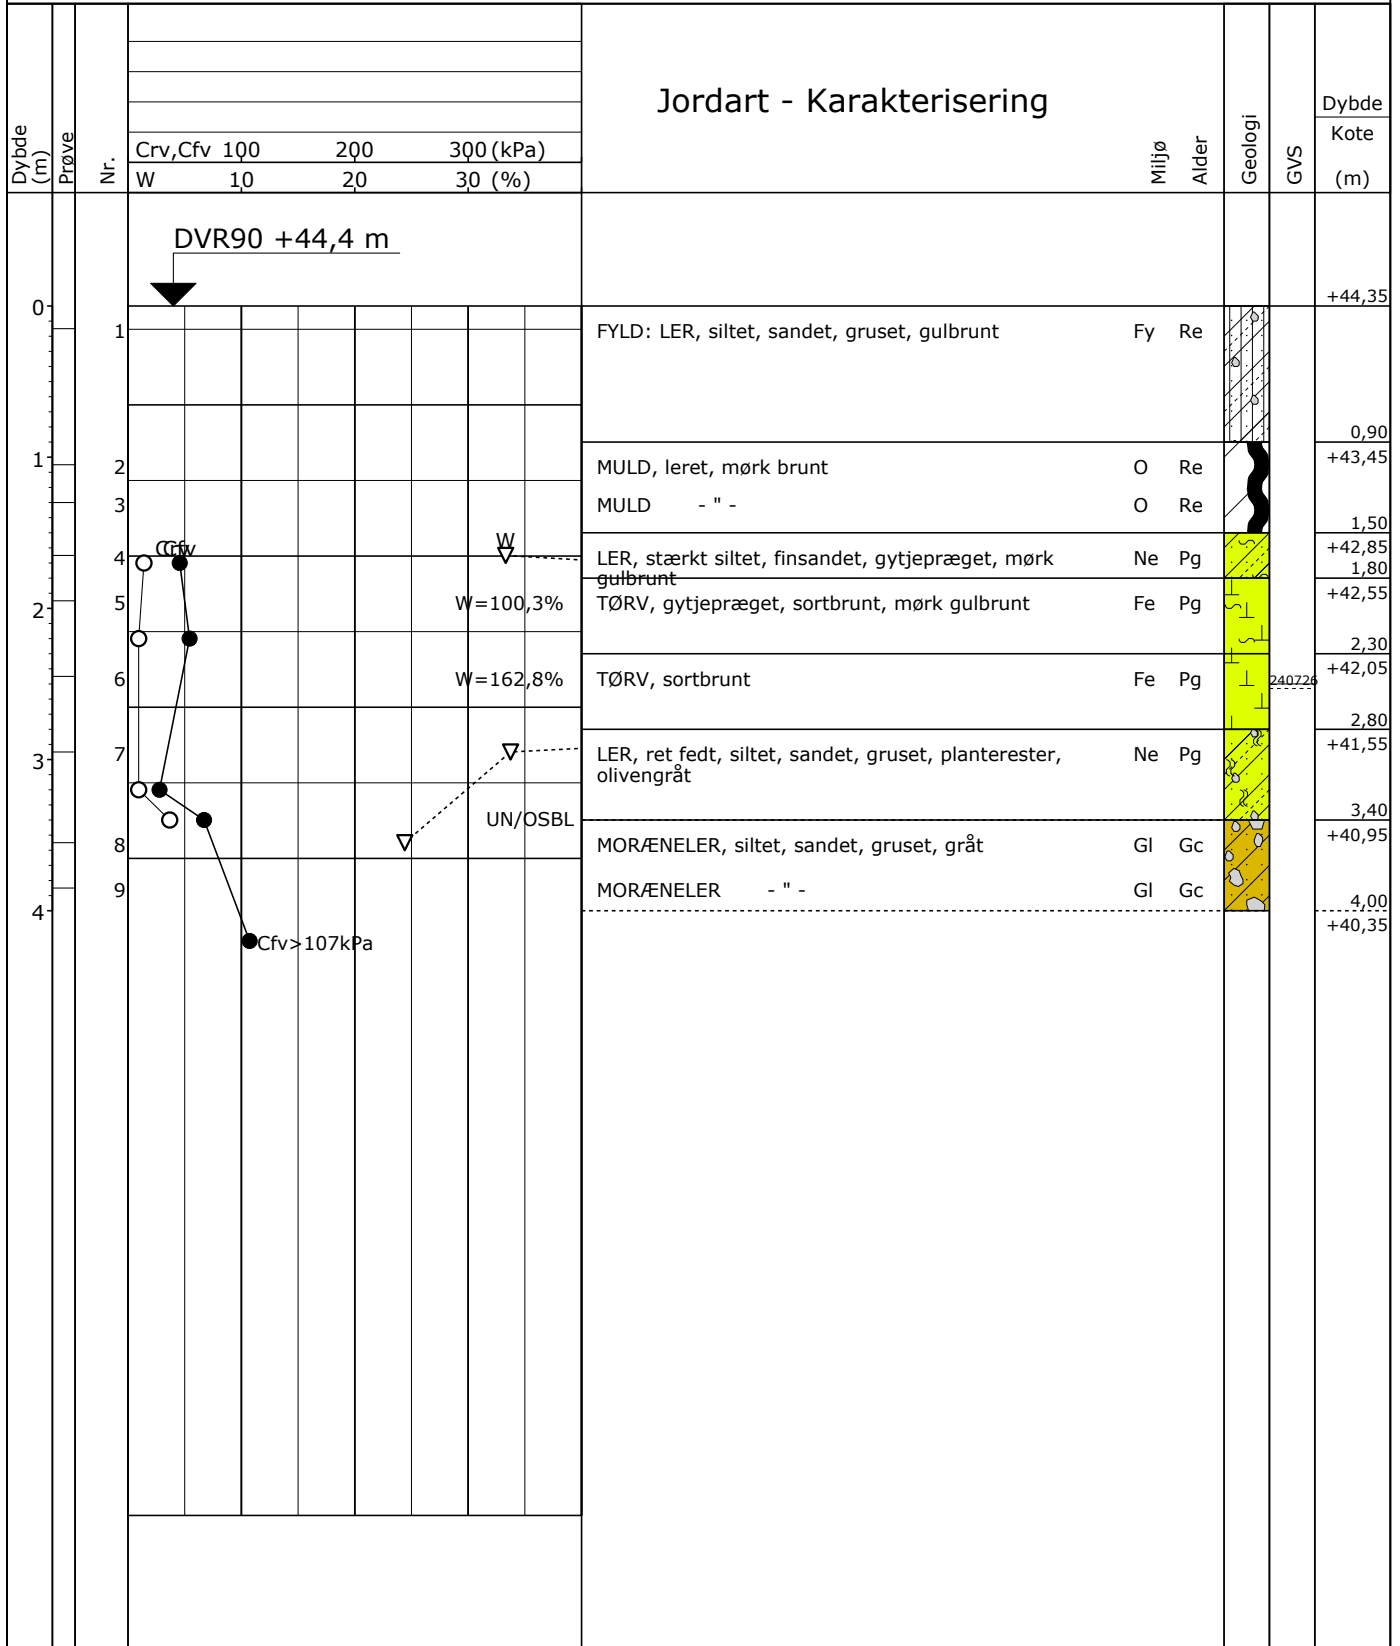 Jordart - Karakterisering
Dybde (m)
Prøve
Nr.
Crv,Cfv 100 200 300 (kPa)
W 10 20 30 (%)
Miljø
Alder
Geologi
GVS
Dybde
Kote
(m)
DVR90 +44,4 m
0 +44,35
1 FYLD: LER, siltet, sandet, gruset, gulbrunt Fy Re
0,90
1 +43,45
2 MULD, leret, mørk brunt O Re
3 MULD - " - O Re
1,50
Crv Cfv W +42,85
4 LER, stærkt siltet, finsandet, gytjepræget, mørk Ne Pg
gulbrunt 1,80
+42,55
5 W=100,3% TØRV, gytjepræget, sortbrunt, mørk gulbrunt Fe Pg
2
2,30
+42,05
6 W=162,8% TØRV, sortbrunt Fe Pg 240726
2,80
+41,55
7 LER, ret fedt, siltet, sandet, gruset, planterester, Ne Pg
3 olivengråt
3,40
UN/OSBL
+40,95
8 MORÆNELER, siltet, sandet, gruset, gråt Gl Gc
9 MORÆNELER - " - Gl Gc
4 4,00
+40,35
Cfv>107kPa